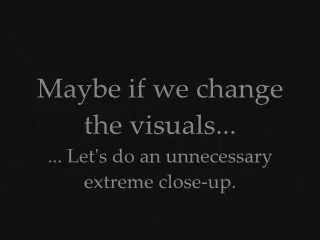 Maybe if we change
the visuals...
... Let's do an unnecessary
extreme close-up.